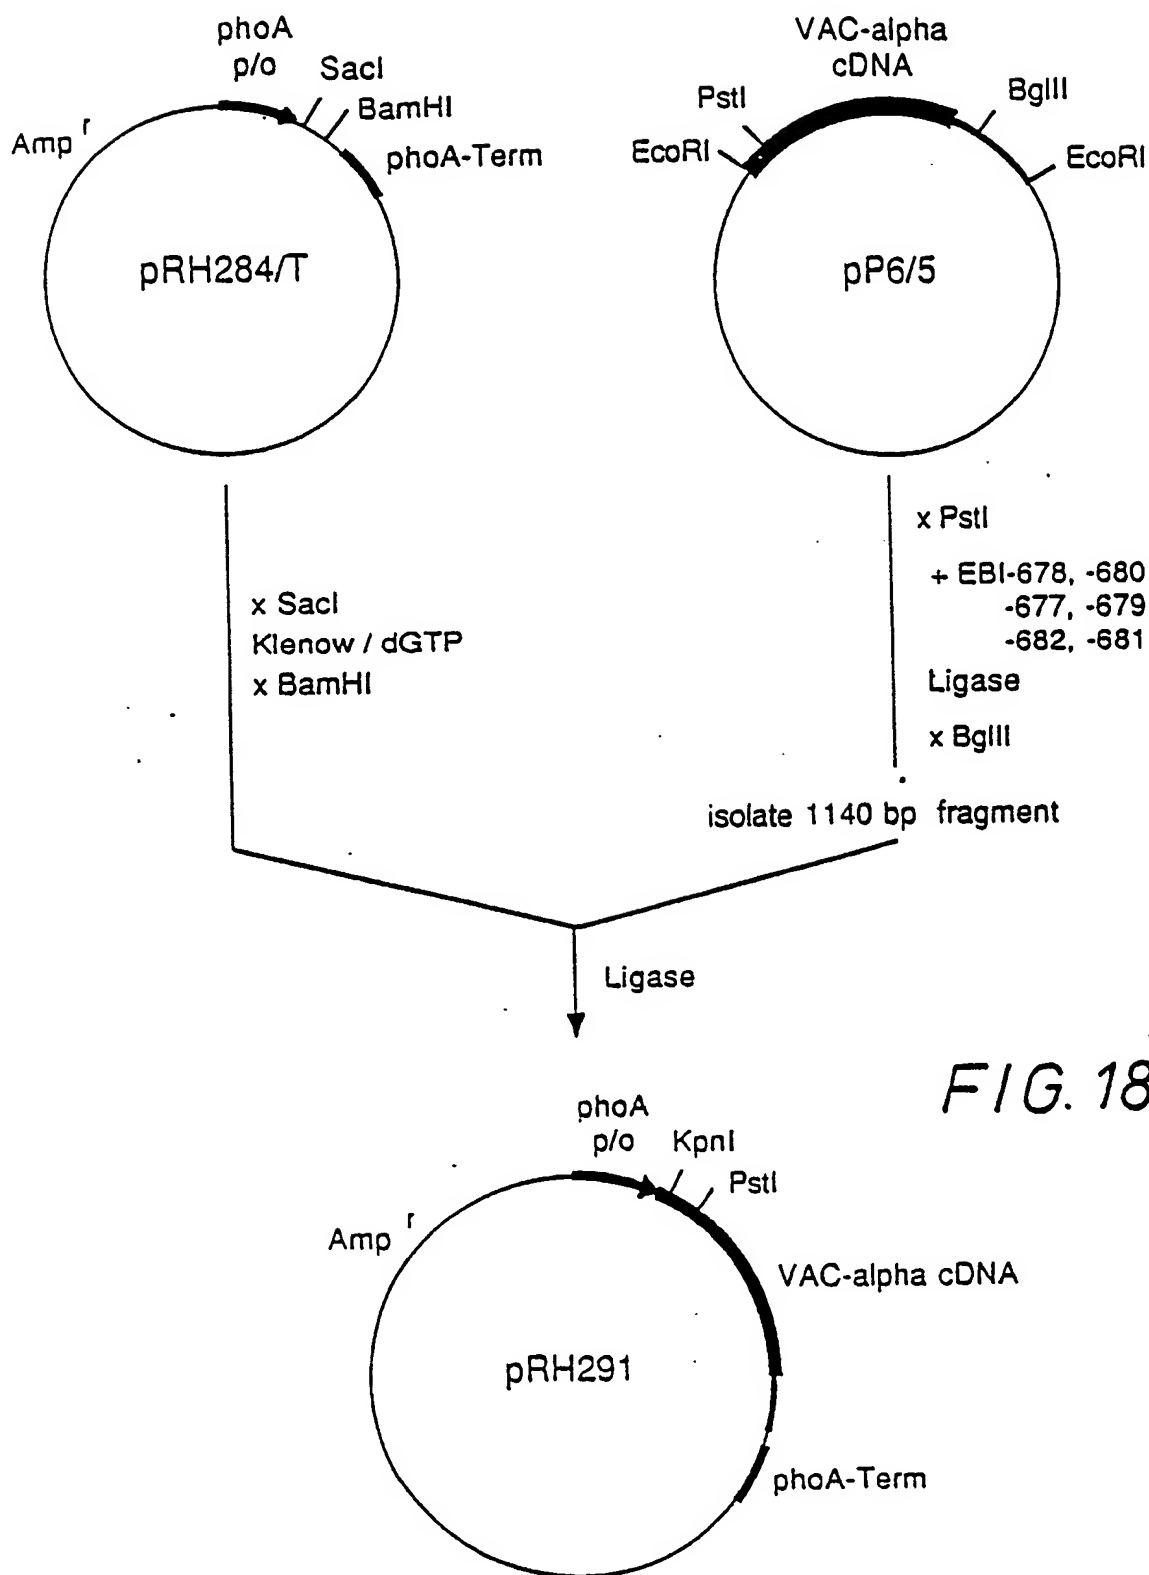 phoA
p/o
SacI
BamHI
Amp r
phoA-Term
pRH284/T
VAC-alpha
cDNA
PstI
BglII
EcoRI
EcoRI
pP6/5
x SacI
Klenow / dGTP
x BamHI
x PstI
+ EBI-678, -680
-677, -679
-682, -681
Ligase
x BglII
isolate 1140 bp fragment
Ligase
FIG. 18
phoA
p/o
KpnI
PstI
Amp r
VAC-alpha cDNA
pRH291
phoA-Term